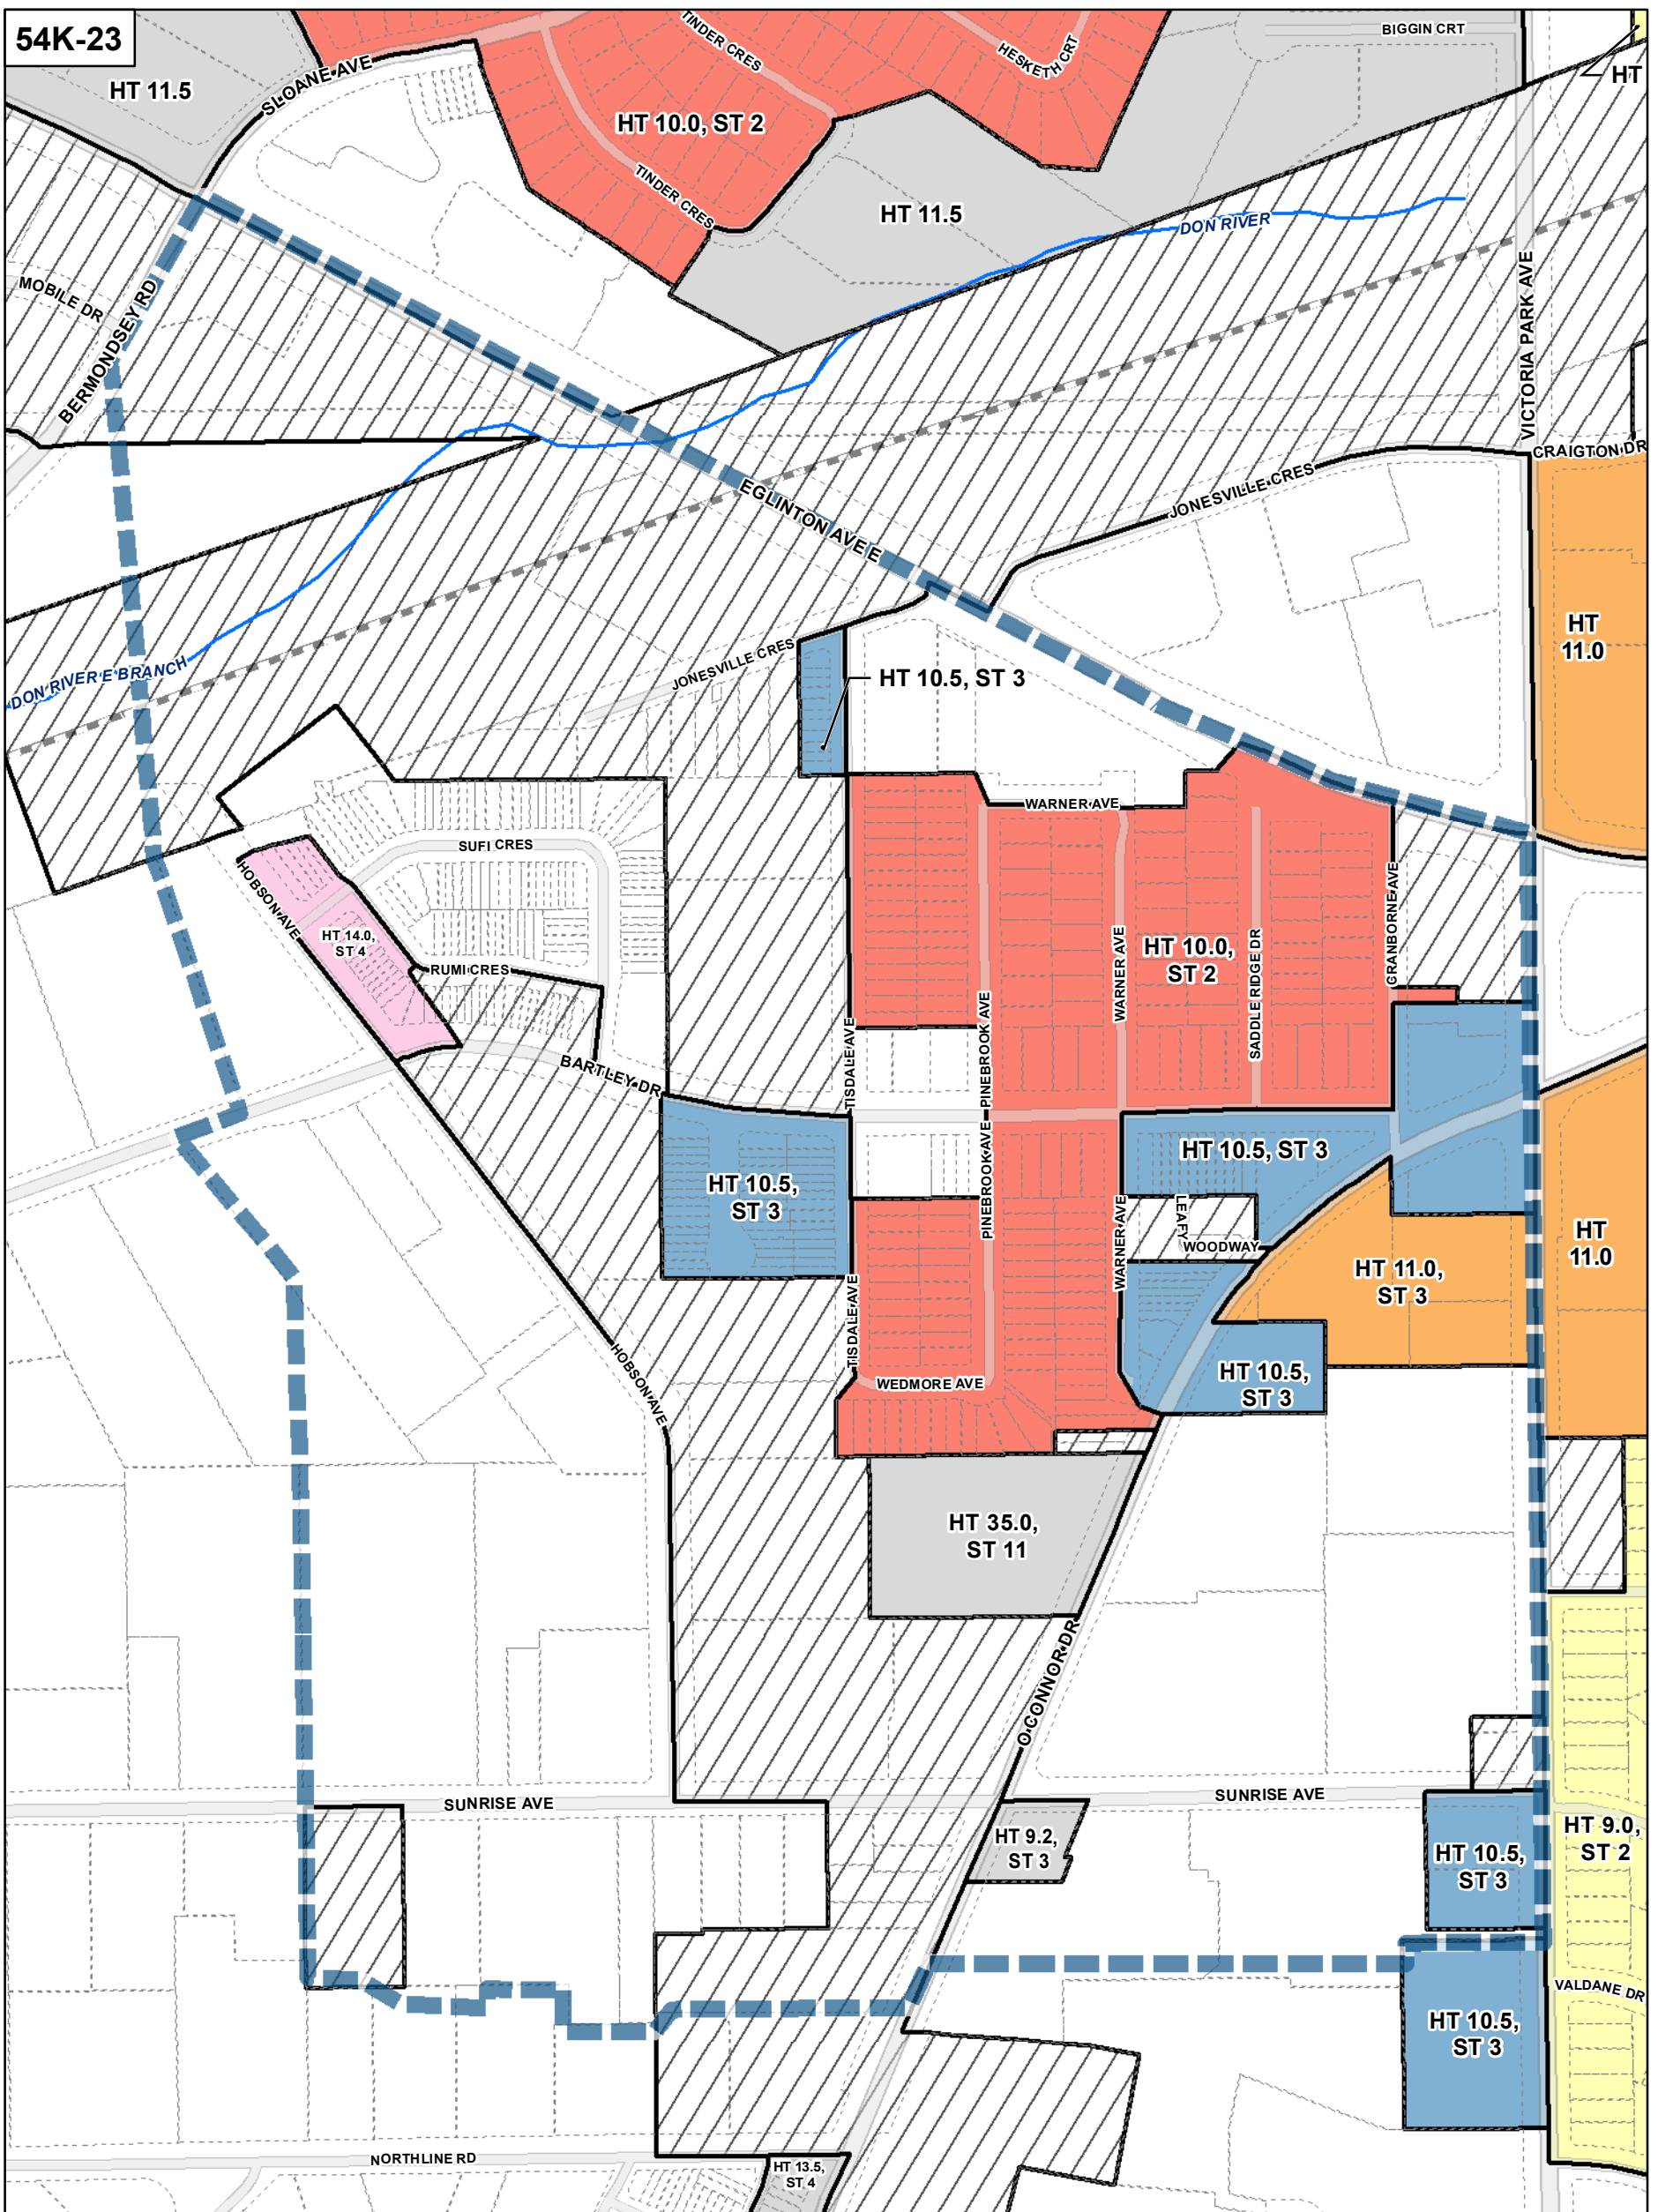 54K-23
BIGGIN CRT
TINDER CRES
HESKETH CRT
HT
HT 11.5
SLOANE AVE
HT 10.0, ST 2
TINDER CRES
HT 11.5
DON RIVER
MOBILE DR
BERMONDSEY RD
VICTORIA PARK AVE
CRAIGTON DR
EGLINTON AVE E
JONESVILLE CRES
HT
11.0
DON RIVER E BRANCH
JONESVILLE CRES
HT 10.5, ST 3
WARNER AVE
SUFI CRES
HOBSON AVE
HT 14.0,
ST 4
RUMI CRES
CRANBORNE AVE
WARNER AVE
HT 10.0,
ST 2
SADDLE RIDGE DR
TISDALE AVE
PINEBROOK AVE
BARTLEY DR
PINEBROOK AVE
HT 10.5, ST 3
HT 10.5,
ST 3
WARNER AVE
LEAFY
WOODWAY
HT
11.0
HT 11.0,
ST 3
TISDALE AVE
HOBSON AVE
WEDMORE AVE
HT 10.5,
ST 3
HT 35.0,
ST 11
O CONNOR DR
SUNRISE AVE
SUNRISE AVE
HT 9.2,
ST 3
HT 9.0,
ST 2
HT 10.5,
ST 3
VALDANE DR
HT 10.5,
ST 3
NORTHLINE RD
HT 13.5,
ST 4